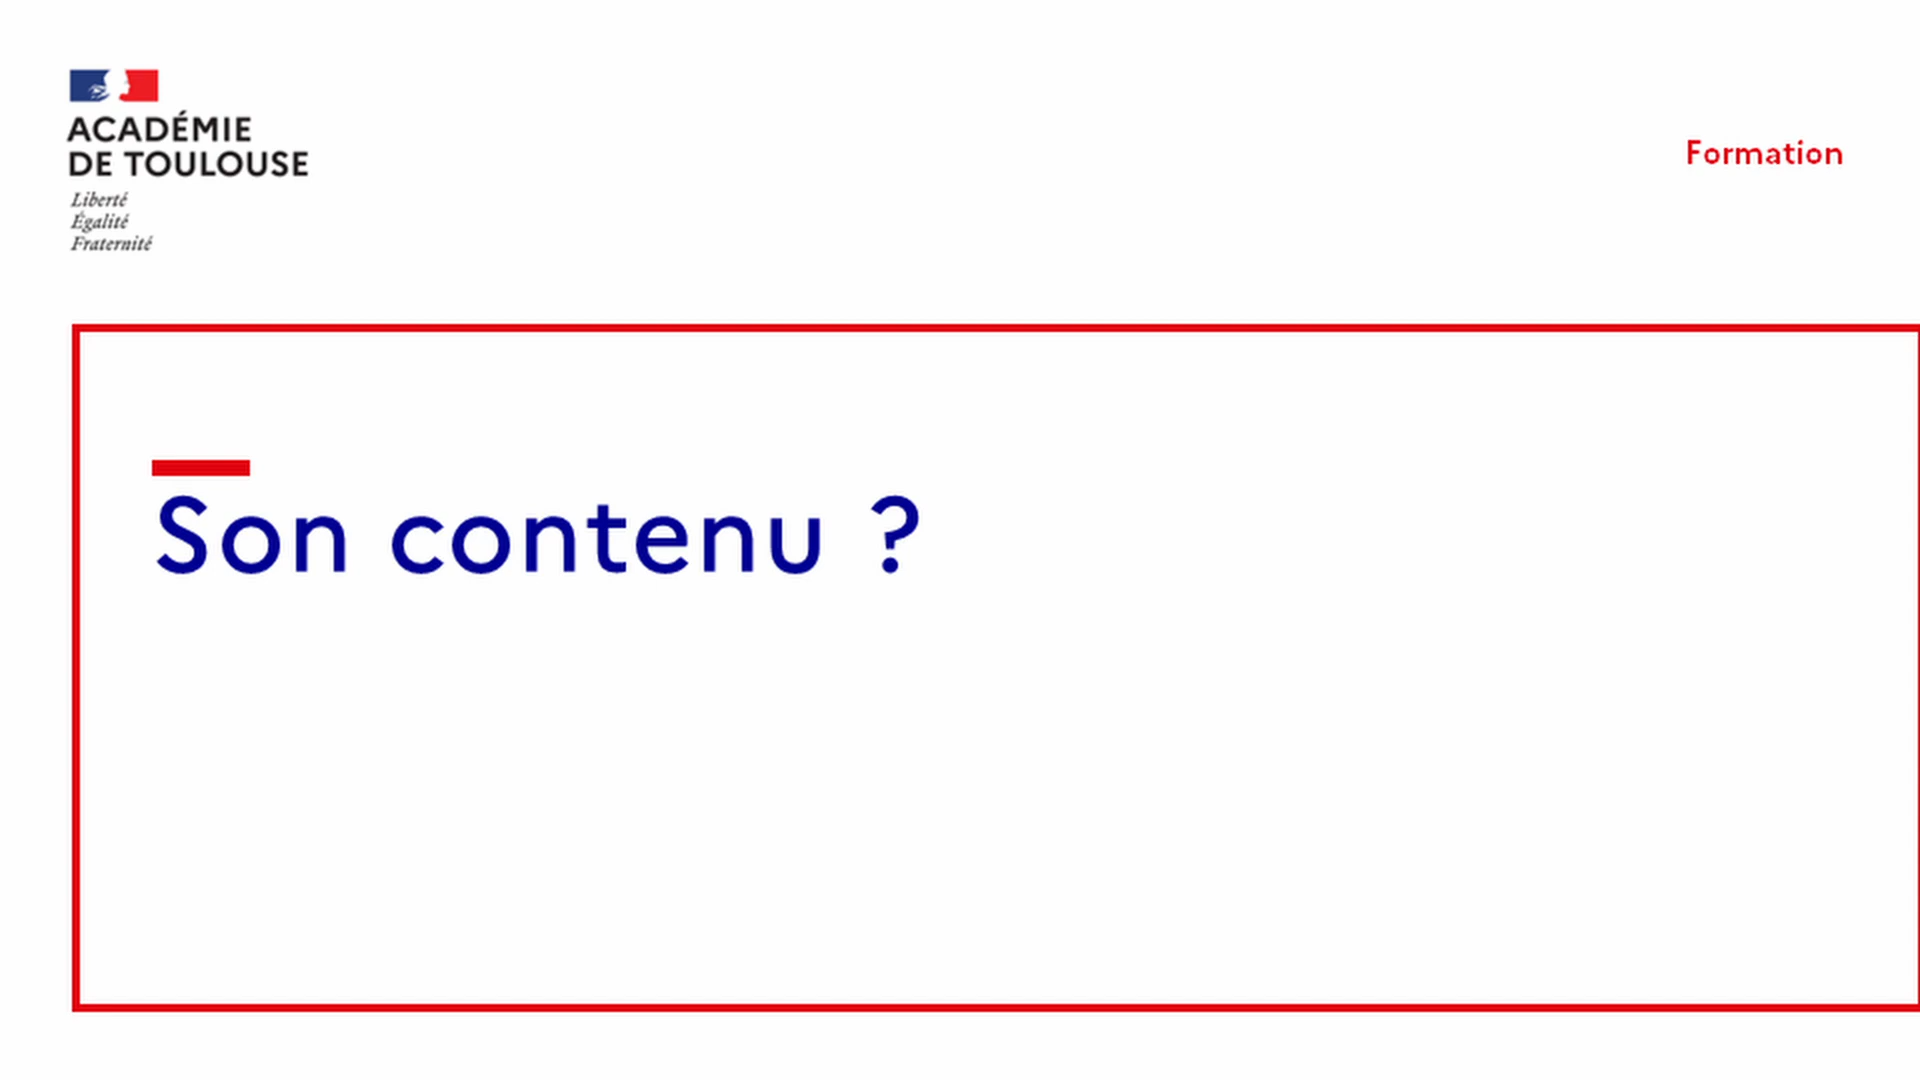 ACADÉMIE
DE TOULOUSE
Liberté
Égalité
Fraternité
Formation
Son contenu ?